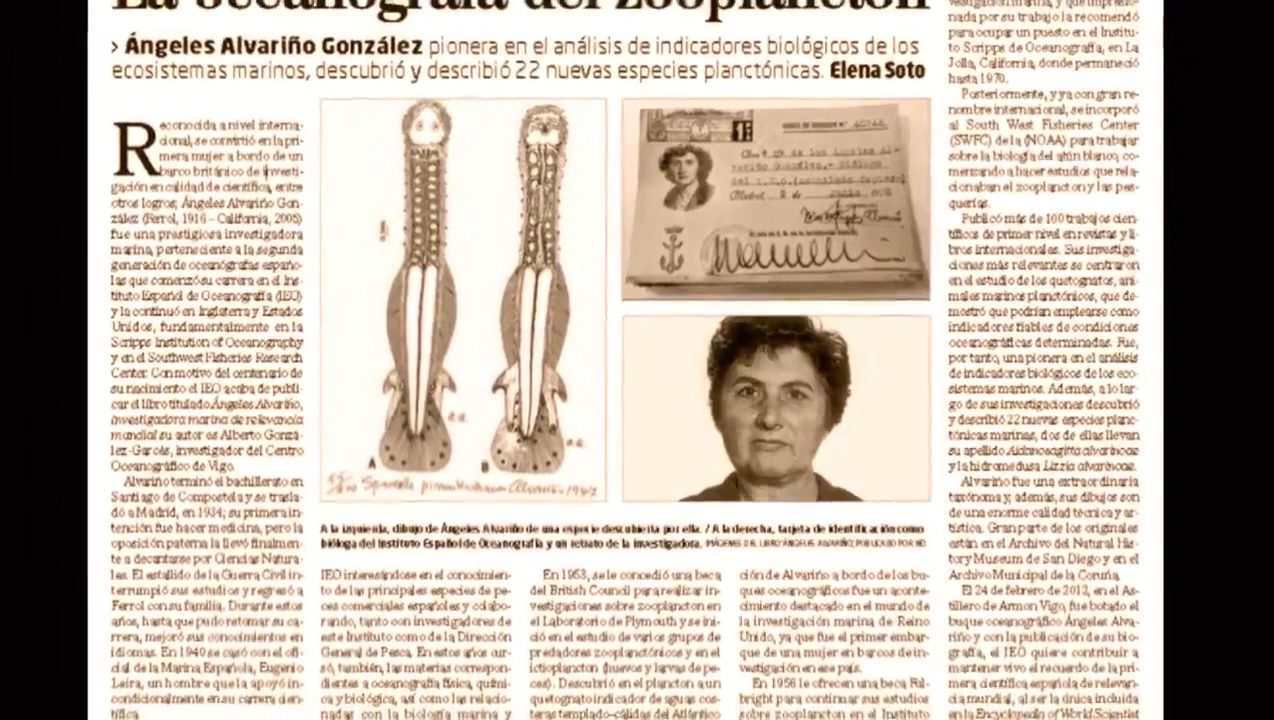 La oceanografía del zooplancton
› Ángeles Alvariño González pionera en el análisis de indicadores biológicos de los
ecosistemas marinos, descubrió y describió 22 nuevas especies planctónicas. Elena Soto
Reconocida a nivel interna-
cional, se convirtió en la pri-
mera mujer a bordo de un
barco británico de investi-
gación en calidad de científica, entre
otros logros; Ángeles Alvariño Gon-
zález (Ferrol, 1916 – California, 2005)
fue una prestigiosa investigadora
marina, perteneciente a la segunda
generación de oceanógrafas españo-
las que comenzó su carrera en el Ins-
tituto Español de Oceanografía (IEO)
y la continuó en Inglaterra y Estados
Unidos, fundamentalmente en la
Scripps Institution of Oceanography
y en el Southwest Fisheries Research
Center. Con motivo del centenario de
su nacimiento el IEO acaba de publi-
car el libro titulado Ángeles Alvariño,
investigadora marina de relevancia
mundial su autor es Alberto Gonzá-
lez-Garcés, investigador del Centro
Oceanográfico de Vigo.
Alvariño terminó el bachillerato en
Santiago de Compostela y se trasla-
dó a Madrid, en 1934; su primera in-
tención fue hacer medicina, pero la
oposición paterna la llevó finalmen-
te a decantarse por Ciencias Natura-
les. El estallido de la Guerra Civil in-
terrumpió sus estudios y regresó a
Ferrol con su familia. Durante estos
años, hasta que pudo retomar su ca-
rrera, mejoró sus conocimientos en
idiomas. En 1940 se casó con el ofi-
cial de la Marina Española, Eugenio
Leira, un hombre que la apoyó in-
condicionalmente en su carrera cien-
tífica.
A B
1967
A la izquierda, dibujo de Ángeles Alvariño de una especie descubierta por ella. / A la derecha, tarjeta de identificación como
bióloga del Instituto Español de Oceanografía y un retrato de la investigadora. IMÁGENES DEL LIBRO ÁNGELES ALVARIÑO, PUBLICADO POR IEO
IEO interesándose en el conocimien-
to de las principales especies de pe-
ces comerciales españoles y colabo-
rando, tanto con investigadores de
este Instituto como de la Dirección
General de Pesca. En estos años cur-
só, también, las materias correspon-
dientes a oceanografía física, quími-
ca y biológica, así como las relacio-
nadas con la biología marina y
En 1953, se le concedió una beca
del British Council para realizar in-
vestigaciones sobre zooplancton en
el Laboratorio de Plymouth y se ini-
ció en el estudio de varios grupos de
predadores zooplanctónicos y en el
ictioplancton (huevos y larvas de pe-
ces). Descubrió en el plancton a un
quetognato indicador de aguas cos-
teras templado-cálidas del Atlántico
ción de Alvariño a bordo de los bu-
ques oceanográficos fue un aconte-
cimiento destacado en el mundo de
la investigación marina de Reino
Unido, ya que fue el primer embar-
que de una mujer en barcos de in-
vestigación en ese país.
En 1956 le ofrecen una beca Ful-
bright para continuar sus estudios
sobre zooplancton en el Instituto
vestigación marina, y que impresio-
nada por su trabajo la recomendó
para ocupar un puesto en el Institu-
to Scripps de Oceanografía, en La
Jolla, California, donde permaneció
hasta 1970.
Posteriormente, y ya con gran re-
nombre internacional, se incorporó
al South West Fisheries Center
(SWFC) de la (NOAA) para trabajar
sobre la biología del atún blanco, co-
menzando a hacer estudios que rela-
cionaban el zooplancton y las pes-
querías.
Publicó más de 100 trabajos cien-
tíficos de primer nivel en revistas y li-
bros internacionales. Sus investiga-
ciones más relevantes se centraron
en el estudio de los quetognatos, ani-
males marinos planctónicos, que de-
mostró que podrían emplearse como
indicadores fiables de condiciones
oceanográficas determinadas. Fue,
por tanto, una pionera en el análisis
de indicadores biológicos de los eco-
sistemas marinos. Además, a lo lar-
go de sus investigaciones descubrió
y describió 22 nuevas especies planc-
tónicas marinas, dos de ellas llevan
su apellido Aidanosagitta alvarinoae
y la hidromedusa Lizzia alvarinoae.
Alvariño fue una extraordinaria
taxónoma y, además, sus dibujos son
de una enorme calidad técnica y ar-
tística. Gran parte de los originales
están en el Archivo del Natural His-
tory Museum de San Diego y en el
Archivo Municipal de la Coruña.
El 24 de febrero de 2012, en el As-
tillero de Armon Vigo, fue botado el
buque oceanográfico Ángeles Alva-
riño y con la publicación de su bio-
grafía, el IEO quiere contribuir a
mantener vivo el recuerdo de la pri-
mera científica española de relevan-
cia mundial, al ser la única incluida
en la Encyclopedia of World Scientist